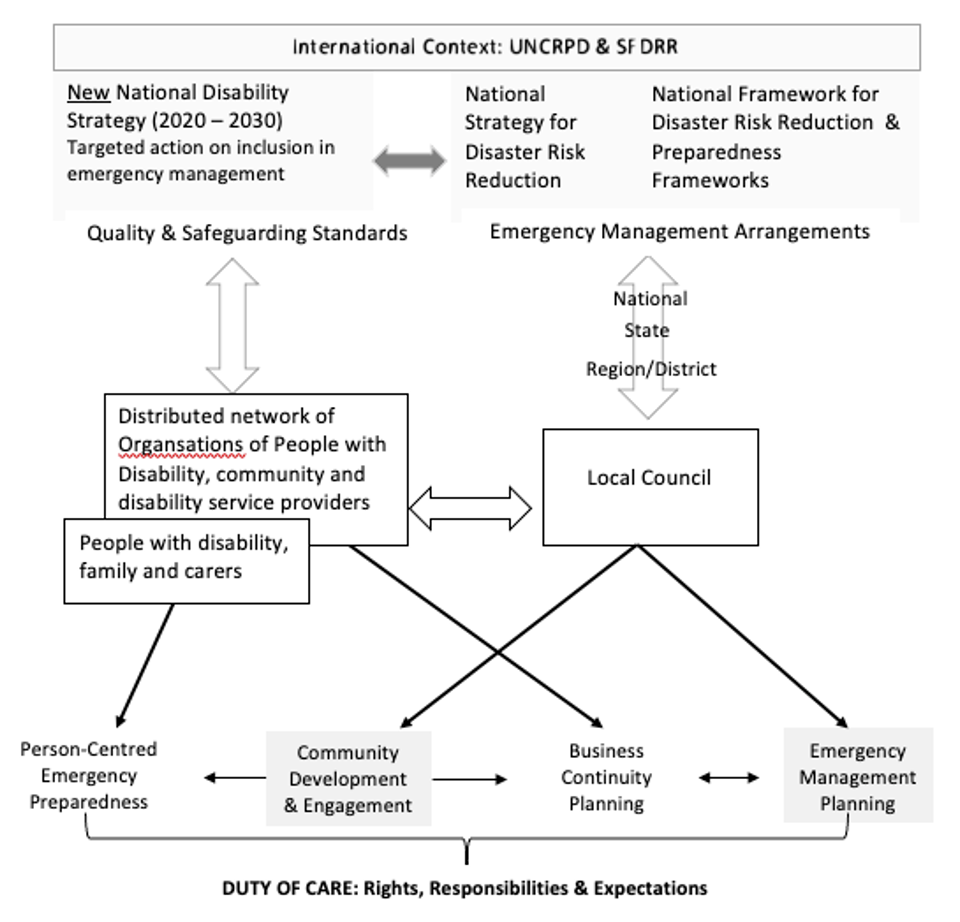 International Context: UNCRPD & SFDRR
New National Disability
Strategy (2020 – 2030)
Targeted action on inclusion in
emergency management
National
Strategy for
Disaster Risk
Reduction
National Framework for
Disaster Risk Reduction &
Preparedness
Frameworks
Quality & Safeguarding Standards
Emergency Management Arrangements
National
State
Region/District
Distributed network of
Organsations of People with
Disability, community and
disability service providers
Local Council
People with disability,
family and carers
Person-Centred
Emergency
Preparedness
Community
Development
& Engagement
Business
Continuity
Planning
Emergency
Management
Planning
DUTY OF CARE: Rights, Responsibilities & Expectations